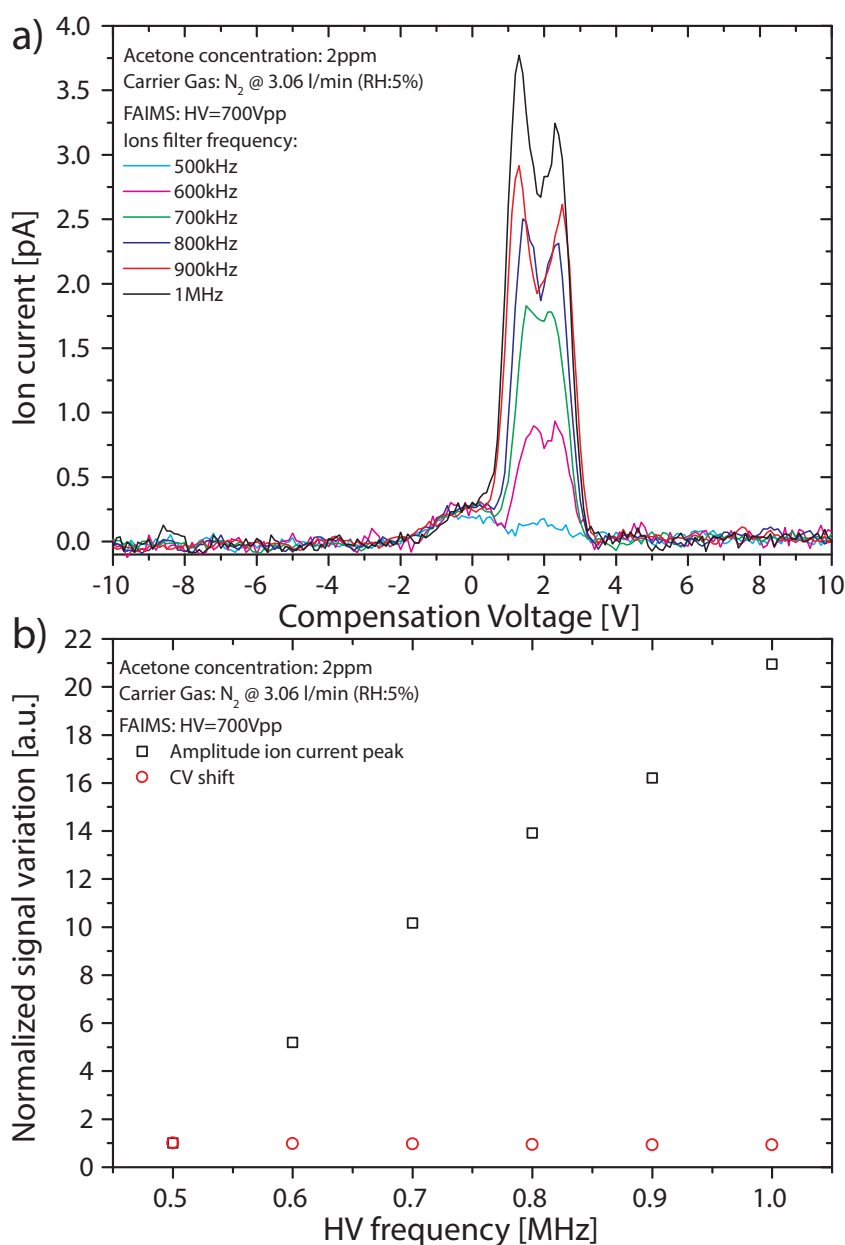 a)
Acetone concentration: 2ppm
Carrier Gas: N₂ @ 3.06 l/min (RH:5%)
FAIMS: HV=700Vpp
Ions filter frequency:
500kHz
600kHz
700kHz
800kHz
900kHz
1MHz
4.0
3.5
3.0
2.5
2.0
1.5
1.0
0.5
0.0
Ion current [pA]
-10 -8 -6 -4 -2 0 2 4 6 8 10
Compensation Voltage [V]
b)
Acetone concentration: 2ppm
Carrier Gas: N₂ @ 3.06 l/min (RH:5%)
FAIMS: HV=700Vpp
Amplitude ion current peak
CV shift
22
20
18
16
14
12
10
8
6
4
2
0
Normalized signal variation [a.u.]
0.5 0.6 0.7 0.8 0.9 1.0
HV frequency [MHz]